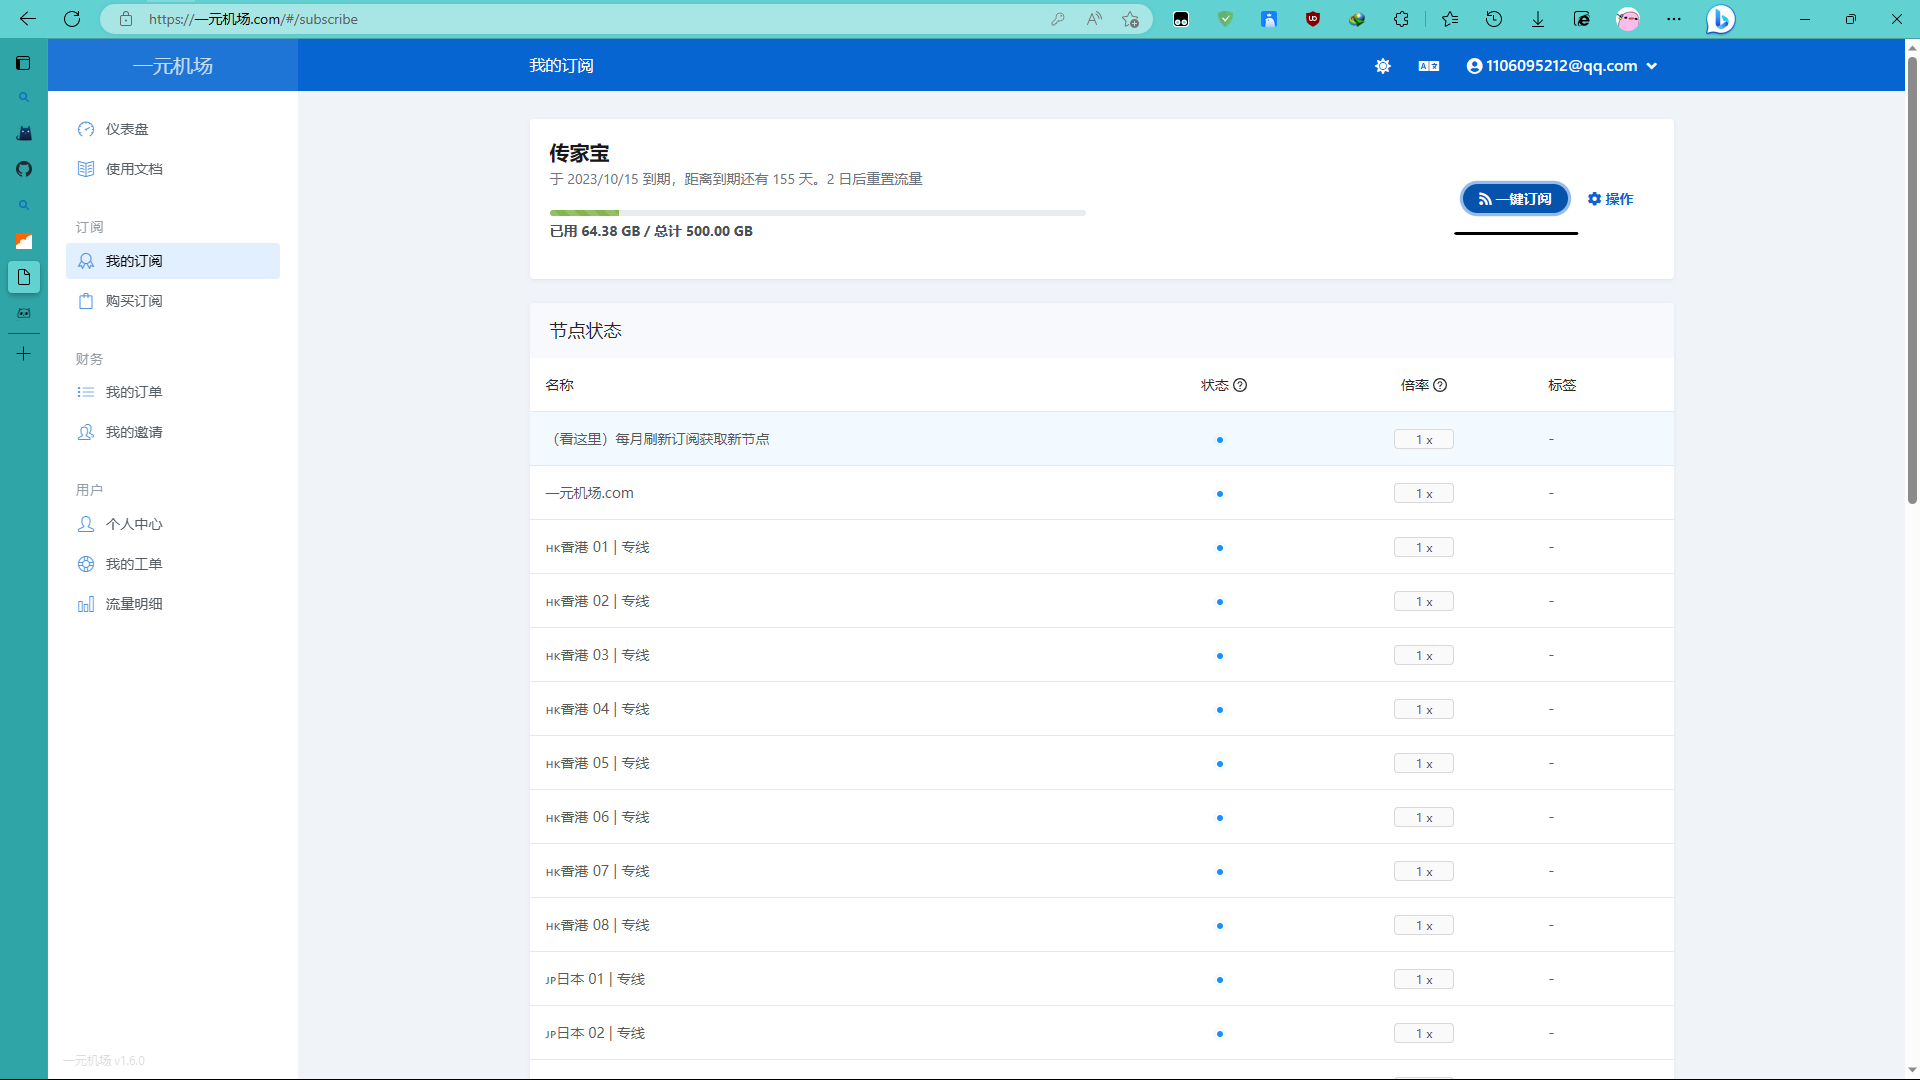 https://一元机场.com/#/subscribe
一元机场
我的订阅
1106095212@qq.com
仪表盘
使用文档
订阅
我的订阅
购买订阅
财务
我的订单
我的邀请
用户
个人中心
我的工单
流量明细
一元机场 v1.6.0
传家宝
于 2023/10/15 到期，距离到期还有 155 天。2 日后重置流量
已用 64.38 GB / 总计 500.00 GB
一键订阅
操作
节点状态
名称 状态 倍率 标签
（看这里）每月刷新订阅获取新节点 1 x -
一元机场.com 1 x -
HK香港 01 | 专线 1 x -
HK香港 02 | 专线 1 x -
HK香港 03 | 专线 1 x -
HK香港 04 | 专线 1 x -
HK香港 05 | 专线 1 x -
HK香港 06 | 专线 1 x -
HK香港 07 | 专线 1 x -
HK香港 08 | 专线 1 x -
JP日本 01 | 专线 1 x -
JP日本 02 | 专线 1 x -